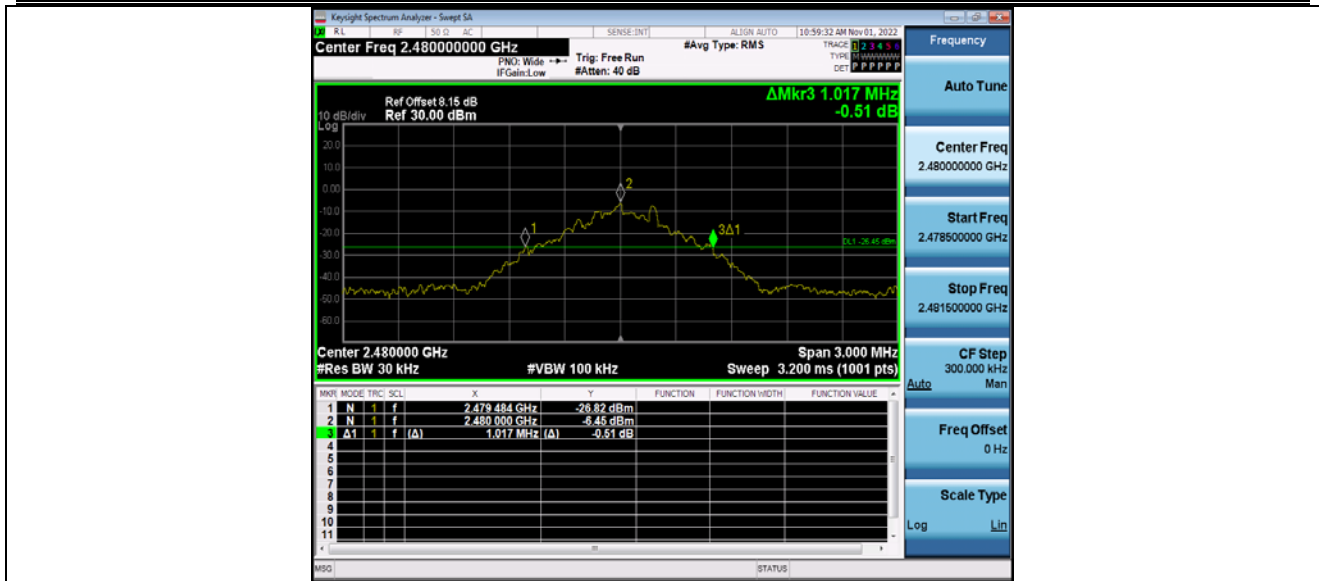 Keysight Spectrum Analyzer - Swept SA
RL RF 50 Ω AC SENSE:INT ALIGN AUTO 10:59:32 AM Nov 01, 2022
Center Freq 2.480000000 GHz
#Avg Type: RMS
TRACE 1 2 3 4 5 6
PNO: Wide
Trig: Free Run
TYPE M WWWWW
IFGain:Low
#Atten: 40 dB
DET P P P P P P
Frequency
Auto Tune
Center Freq
2.480000000 GHz
Start Freq
2.478500000 GHz
Stop Freq
2.481500000 GHz
CF Step
300.000 kHz
Auto Man
Freq Offset
0 Hz
Scale Type
Log Lin
ΔMkr3 1.017 MHz
-0.51 dB
Ref Offset 8.15 dB
10 dB/div Ref 30.00 dBm
Log
20.0
10.0
0.00
-10.0
-20.0
-30.0
-40.0
-50.0
-60.0
1
2
3Δ1
DL1 -26.45 dBm
Center 2.480000 GHz Span 3.000 MHz
#Res BW 30 kHz #VBW 100 kHz Sweep 3.200 ms (1001 pts)
MKR MODE TRC SCL X Y FUNCTION FUNCTION WIDTH FUNCTION VALUE
1 N 1 f 2.479 484 GHz -26.82 dBm
2 N 1 f 2.480 000 GHz -6.45 dBm
3 Δ1 1 f (Δ) 1.017 MHz (Δ) -0.51 dB
4
5
6
7
8
9
10
11
MSG STATUS